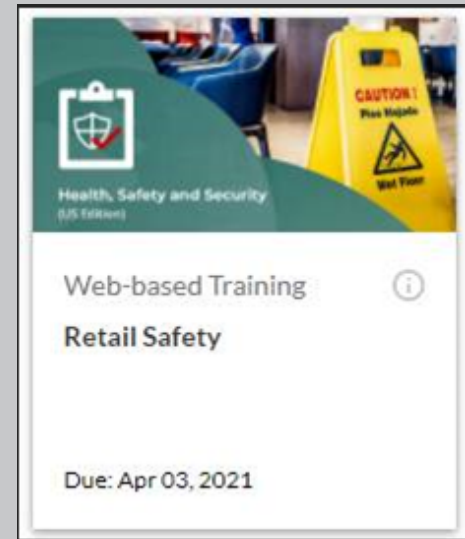 CAUTION !
Piso Mojado
Wet Floor
Health, Safety and Security
(US Edition)
Web-based Training
Retail Safety
Due: Apr 03, 2021